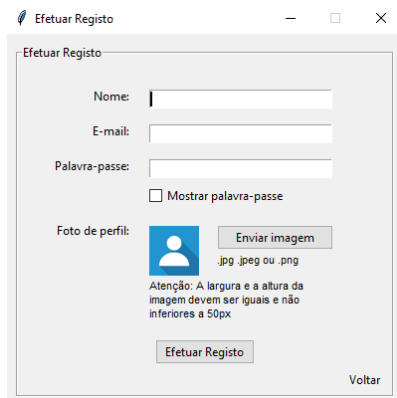 Efetuar Registo
Efetuar Registo
Nome:
E-mail:
Palavra-passe:
Mostrar palavra-passe
Foto de perfil:
Enviar imagem
.jpg .jpeg ou .png
Atenção: A largura e a altura da
imagem devem ser iguais e não
inferiores a 50px
Efetuar Registo
Voltar